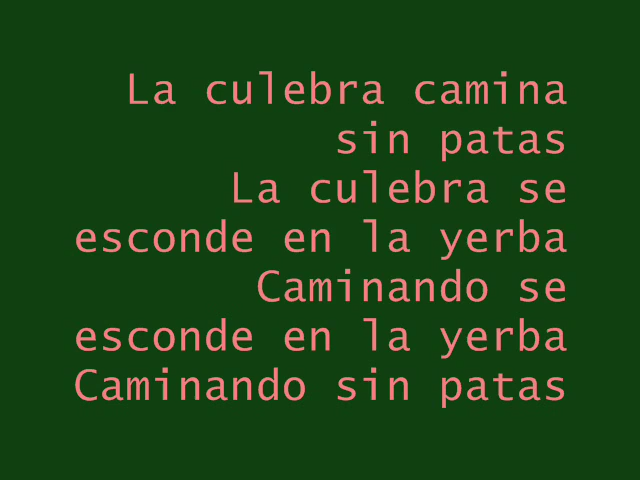 La culebra camina
sin patas
La culebra se
esconde en la yerba
Caminando se
esconde en la yerba
Caminando sin patas